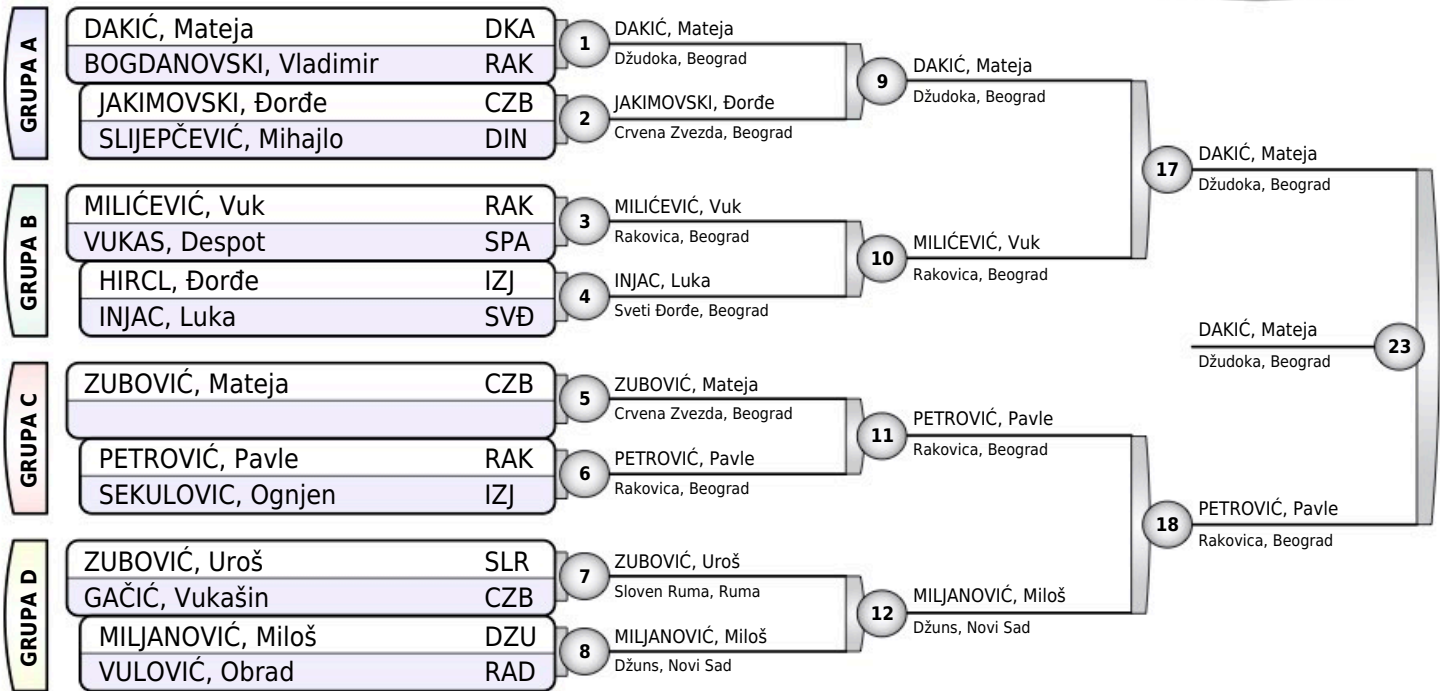 GRUPA A
DAKIĆ, Mateja DKA
BOGDANOVSKI, Vladimir RAK
JAKIMOVSKI, Đorđe CZB
SLIJEPČEVIĆ, Mihajlo DIN
1
DAKIĆ, Mateja
Džudoka, Beograd
2
JAKIMOVSKI, Đorđe
Crvena Zvezda, Beograd
9
DAKIĆ, Mateja
Džudoka, Beograd
GRUPA B
MILIĆEVIĆ, Vuk RAK
VUKAS, Despot SPA
HIRCL, Đorđe IZJ
INJAC, Luka SVĐ
3
MILIĆEVIĆ, Vuk
Rakovica, Beograd
4
INJAC, Luka
Sveti Đorđe, Beograd
10
MILIĆEVIĆ, Vuk
Rakovica, Beograd
17
DAKIĆ, Mateja
Džudoka, Beograd
GRUPA C
ZUBOVIĆ, Mateja CZB
PETROVIĆ, Pavle RAK
SEKULOVIC, Ognjen IZJ
5
ZUBOVIĆ, Mateja
Crvena Zvezda, Beograd
6
PETROVIĆ, Pavle
Rakovica, Beograd
11
PETROVIĆ, Pavle
Rakovica, Beograd
GRUPA D
ZUBOVIĆ, Uroš SLR
GAČIĆ, Vukašin CZB
MILJANOVIĆ, Miloš DZU
VULOVIĆ, Obrad RAD
7
ZUBOVIĆ, Uroš
Sloven Ruma, Ruma
8
MILJANOVIĆ, Miloš
Džuns, Novi Sad
12
MILJANOVIĆ, Miloš
Džuns, Novi Sad
18
PETROVIĆ, Pavle
Rakovica, Beograd
DAKIĆ, Mateja
Džudoka, Beograd
23